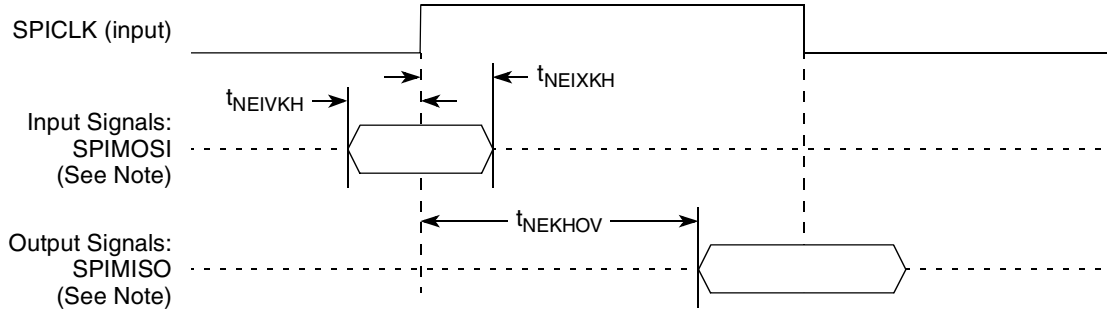 SPICLK (input)
tNEIXKH
tNEIVKH
Input Signals:
SPIMOSI
(See Note)
tNEKHOV
Output Signals:
SPIMISO
(See Note)